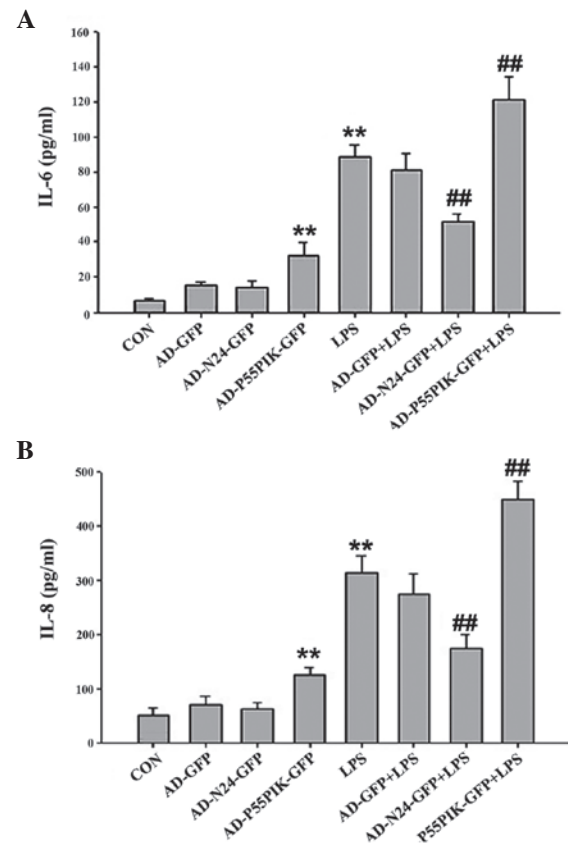 A
IL-6 (pg/ml)
160
140
120
100
80
60
40
20
0
**
**
##
##
CON
AD-GFP
AD-N24-GFP
AD-P55PIK-GFP
LPS
AD-GFP+LPS
AD-N24-GFP+LPS
AD-P55PIK-GFP+LPS
B
IL-8 (pg/ml)
500
400
300
200
100
0
**
**
##
##
CON
AD-GFP
AD-N24-GFP
AD-P55PIK-GFP
LPS
AD-GFP+LPS
AD-N24-GFP+LPS
P55PIK-GFP+LPS